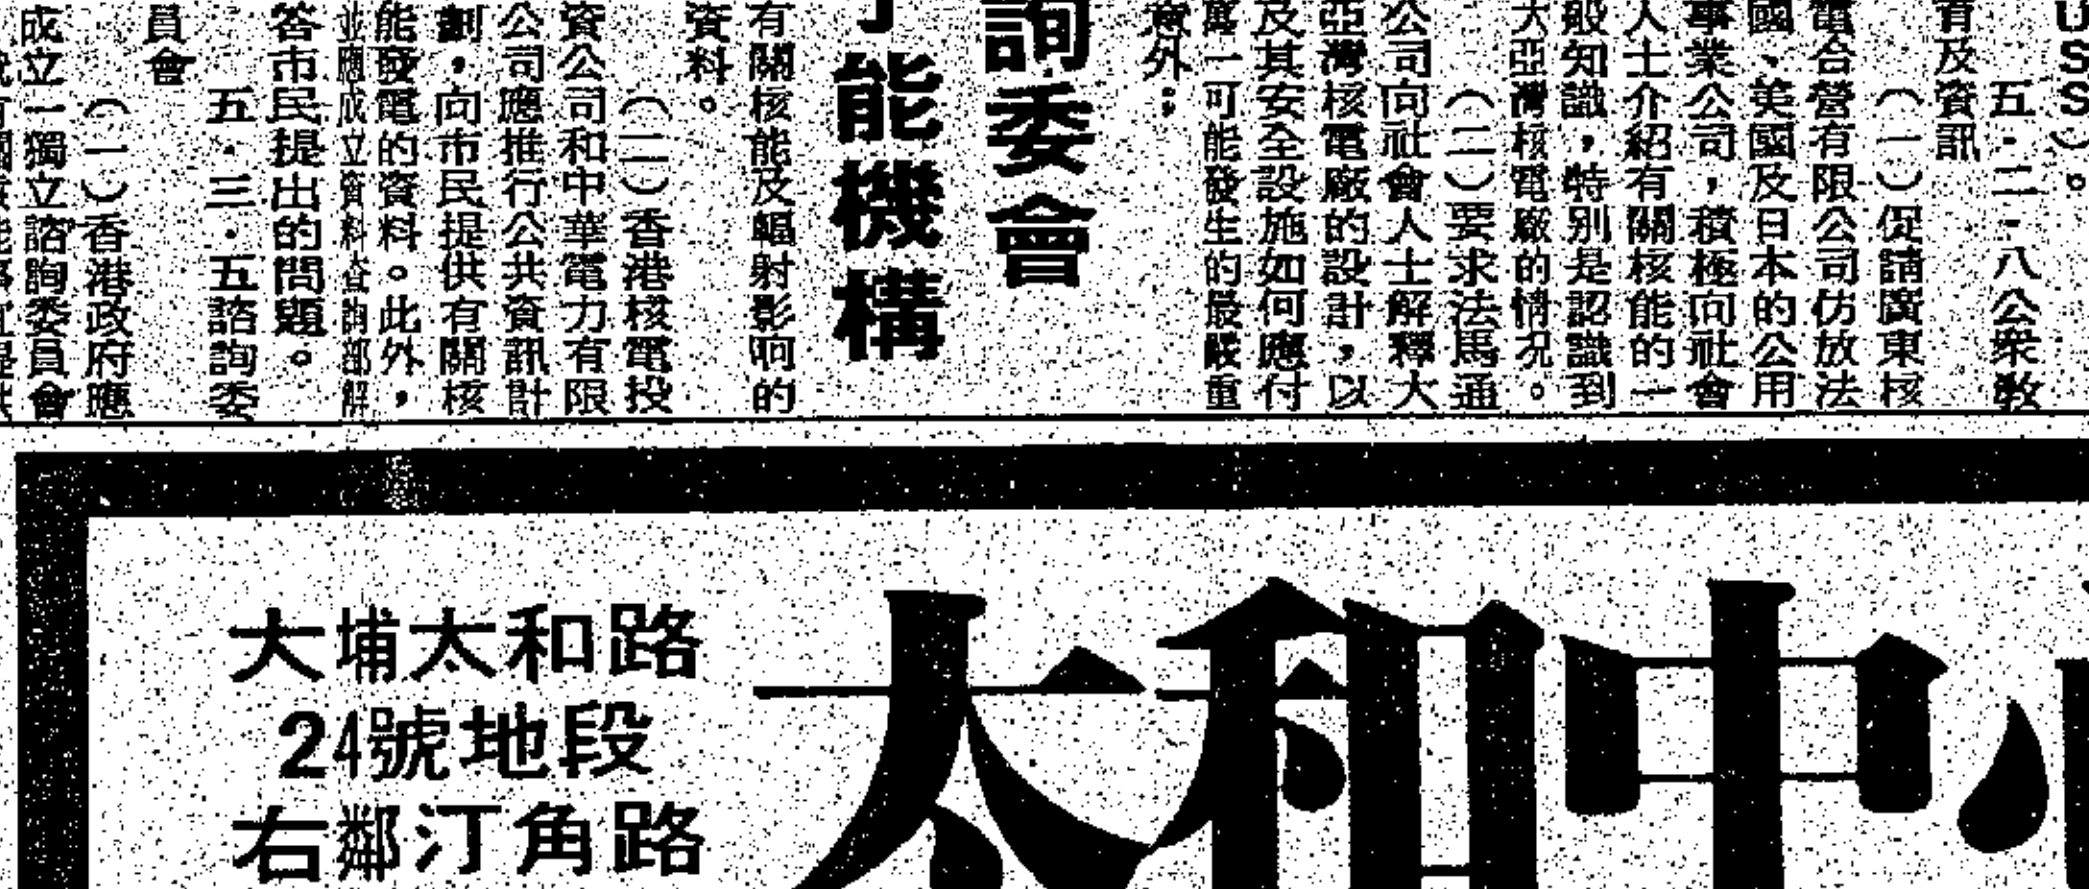 USS）。
五．二．八公衆敎
育及資訊
（一）促請廣東核
電合營有限公司仿放法
國、美國及日本的公用
事業公司，積極向社會
人士介紹有關核能的一
般知識，特別是認識到
大亞灣核電廠的情况。
（二）要求法馬通
公司向社會人士解釋大
亞灣核電廠的設計，以
及其安全設施如何應付
萬一可能發生的最嚴重
意外；
詢委會
能機構
有關核能及輻射影响的
資料。
（二）香港核電投
資公司和中華電力有限
公司應推行公共資訊計
劃，向市民提供有關核
能發電的資料。此外，
並應成立資料查詢部解
答市民提出的問題。
五．三．五諮詢委
員會
（一）香港政府應
成立一獨立諮詢委員會
太和中
大埔太和路
24號地段
右鄰汀角路